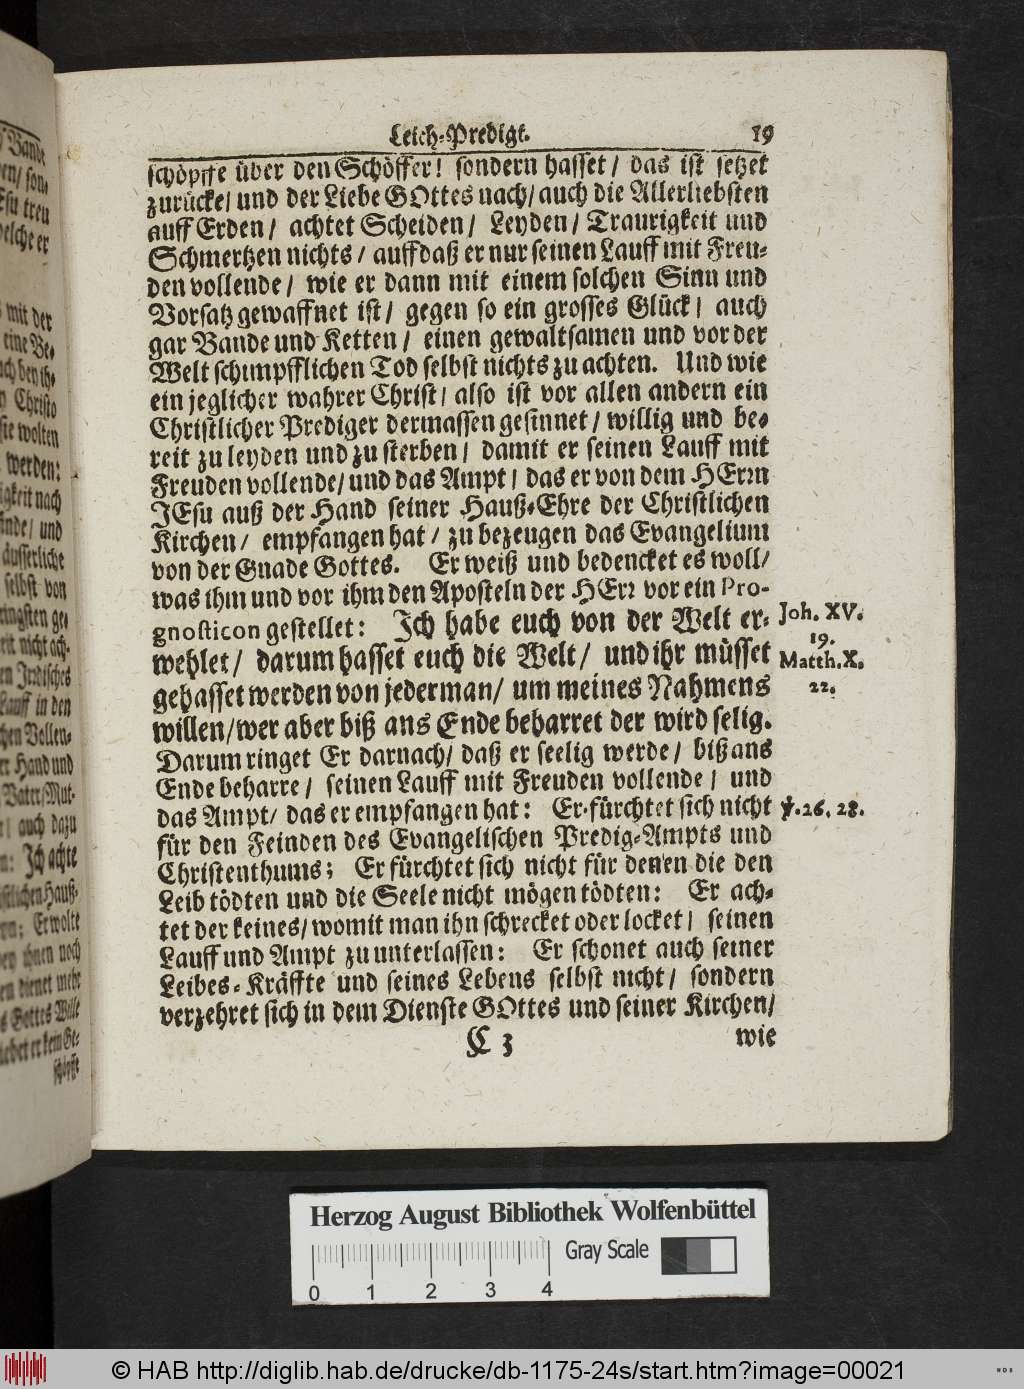 Leich-Predigt. 19
schöpffe über den Schöffer! sondern hasset / das ist setzet
zurücke / und der Liebe GOttes nach / auch die Allerliebsten
auff Erden / achtet Scheiden / Leyden / Traurigkeit und
Schmertzen nichts / auffdaß er nur seinen Lauff mit Freu-
den vollende / wie er dann mit einem solchen Sinn und
Vorsatz gewaffnet ist / gegen so ein grosses Glück / auch
gar Bande und Ketten / einen gewaltsamen und vor der
Welt schimpfflichen Tod selbst nichts zu achten. Und wie
ein jeglicher wahrer Christ / also ist vor allen andern ein
Christlicher Prediger dermassen gesinnet / willig und be-
reit zu leyden und zu sterben / damit er seinen Lauff mit
Freuden vollende / und das Ampt / das er von dem HErrn
JEsu auß der Hand seiner Hauß-Ehre der Christlichen
Kirchen / empfangen hat / zu bezeugen das Evangelium
von der Gnade Gottes. Er weiß und bedencket es woll /
was ihm und vor ihm den Aposteln der HErr vor ein Pro-
gnosticon gestellet: Ich habe euch von der Welt er-
wehlet / darum hasset euch die Welt / und ihr müsset
gehasset werden von jederman / um meines Nahmens
willen / wer aber biß ans Ende beharret der wird selig.
Joh. XV.
19.
Matth. X.
22.
Darum ringet Er darnach / daß er seelig werde / biß ans
Ende beharre / seinen Lauff mit Freuden vollende / und
das Ampt / das er empfangen hat: Er fürchtet sich nicht
ꝟ. 26. 28.
für den Feinden des Evangelischen Predig-Ampts und
Christenthums; Er fürchtet sich nicht für denen die den
Leib tödten und die Seele nicht mögen tödten: Er ach-
tet der keines / womit man ihn schrecket oder locket / seinen
Lauff und Ampt zu unterlassen: Er schonet auch seiner
Leibes-Kräffte und seines Lebens selbst nicht / sondern
verzehret sich in dem Dienste GOttes und seiner Kirchen /
C 3 wie
Herzog August Bibliothek Wolfenbüttel
Gray Scale
0 1 2 3 4
© HAB http://diglib.hab.de/drucke/db-1175-24s/start.htm?image=00021